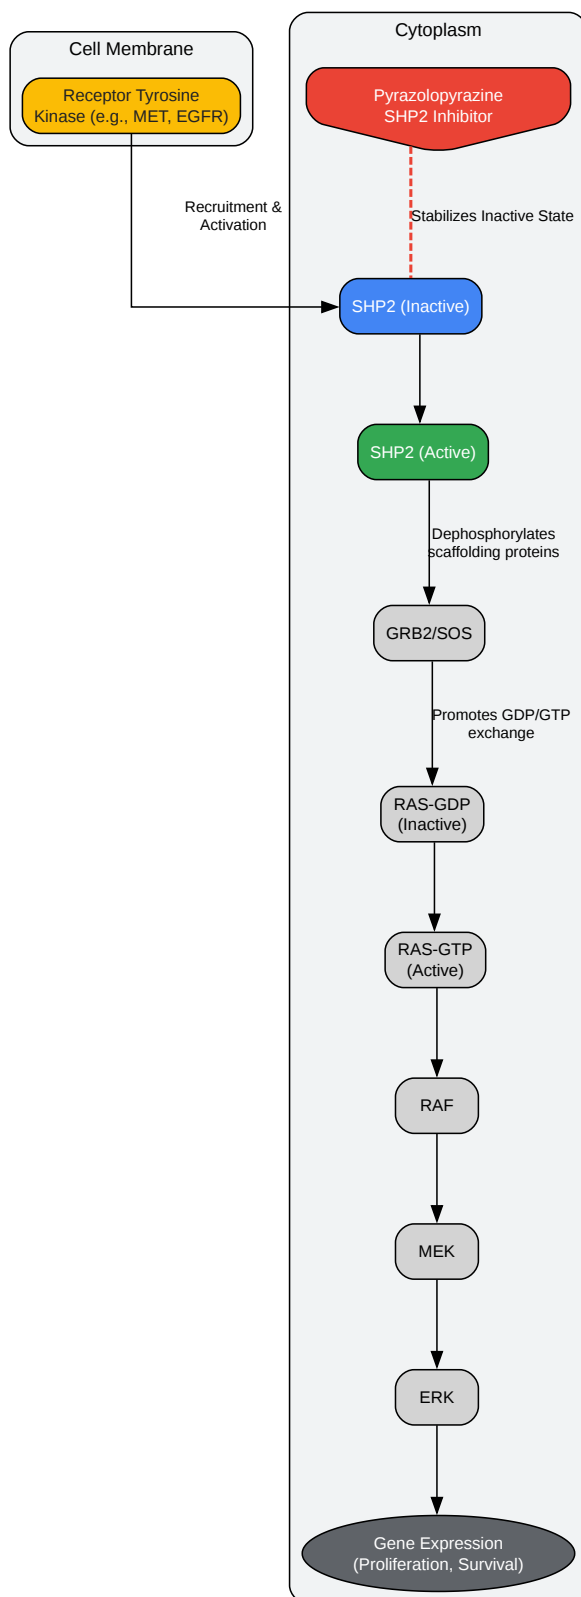 Cell Membrane
Receptor Tyrosine
Kinase (e.g., MET, EGFR)
Cytoplasm
Pyrazolopyrazine
SHP2 Inhibitor
Recruitment &
Activation
Stabilizes Inactive State
SHP2 (Inactive)
SHP2 (Active)
Dephosphorylates
scaffolding proteins
GRB2/SOS
Promotes GDP/GTP
exchange
RAS-GDP
(Inactive)
RAS-GTP
(Active)
RAF
MEK
ERK
Gene Expression
(Proliferation, Survival)